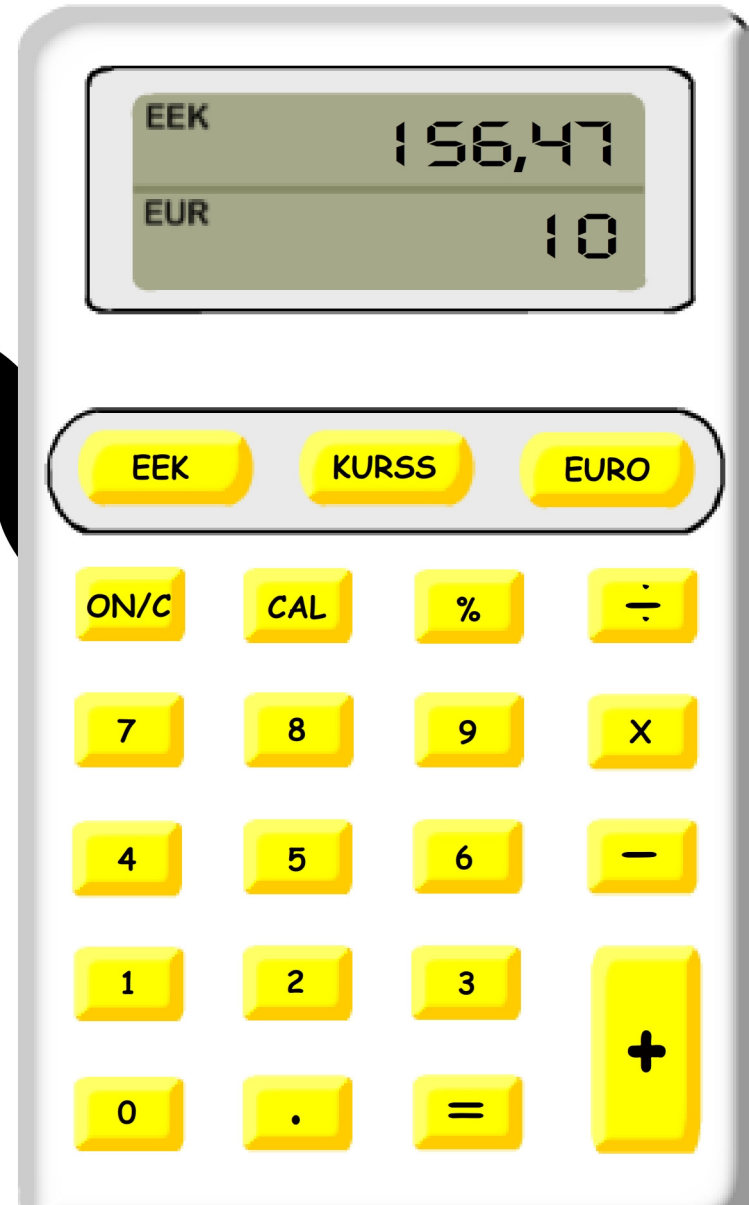 EEK 156,47
EUR 10
EEK KURSS EURO
ON/C CAL % ÷
7 8 9 X
4 5 6 −
1 2 3
+
0 . =